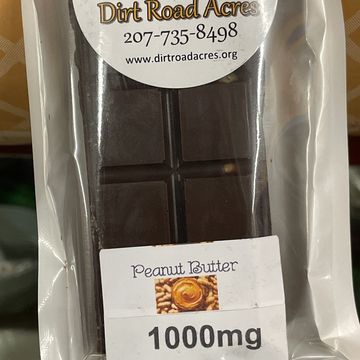 Dirt Road Acres
207-735-8498
www.dirtroadacres.org
Peanut Butter
1000mg